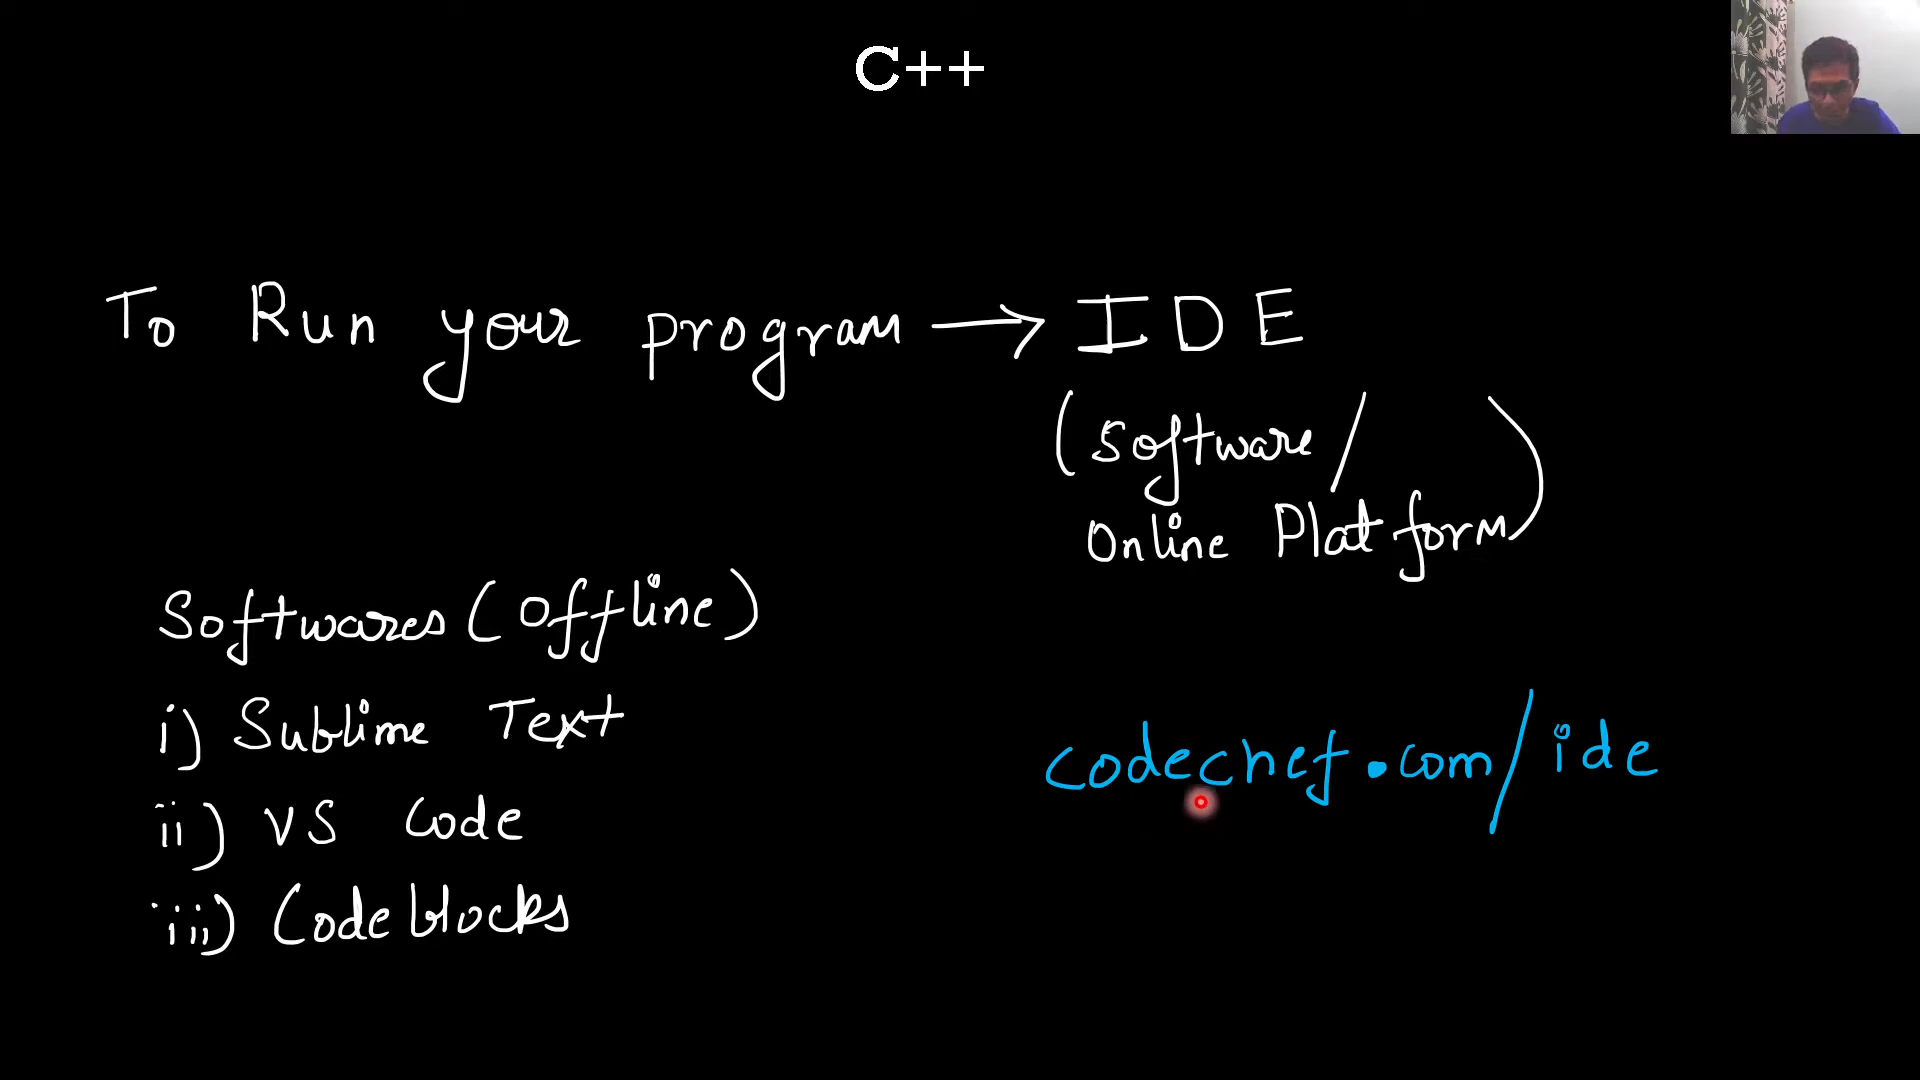 C++
To Run your program → IDE
(Software/
Online Platform)
Softwares (Offline)
i) Sublime Text
ii) VS Code
iii) Codeblocks
codechef.com/ide